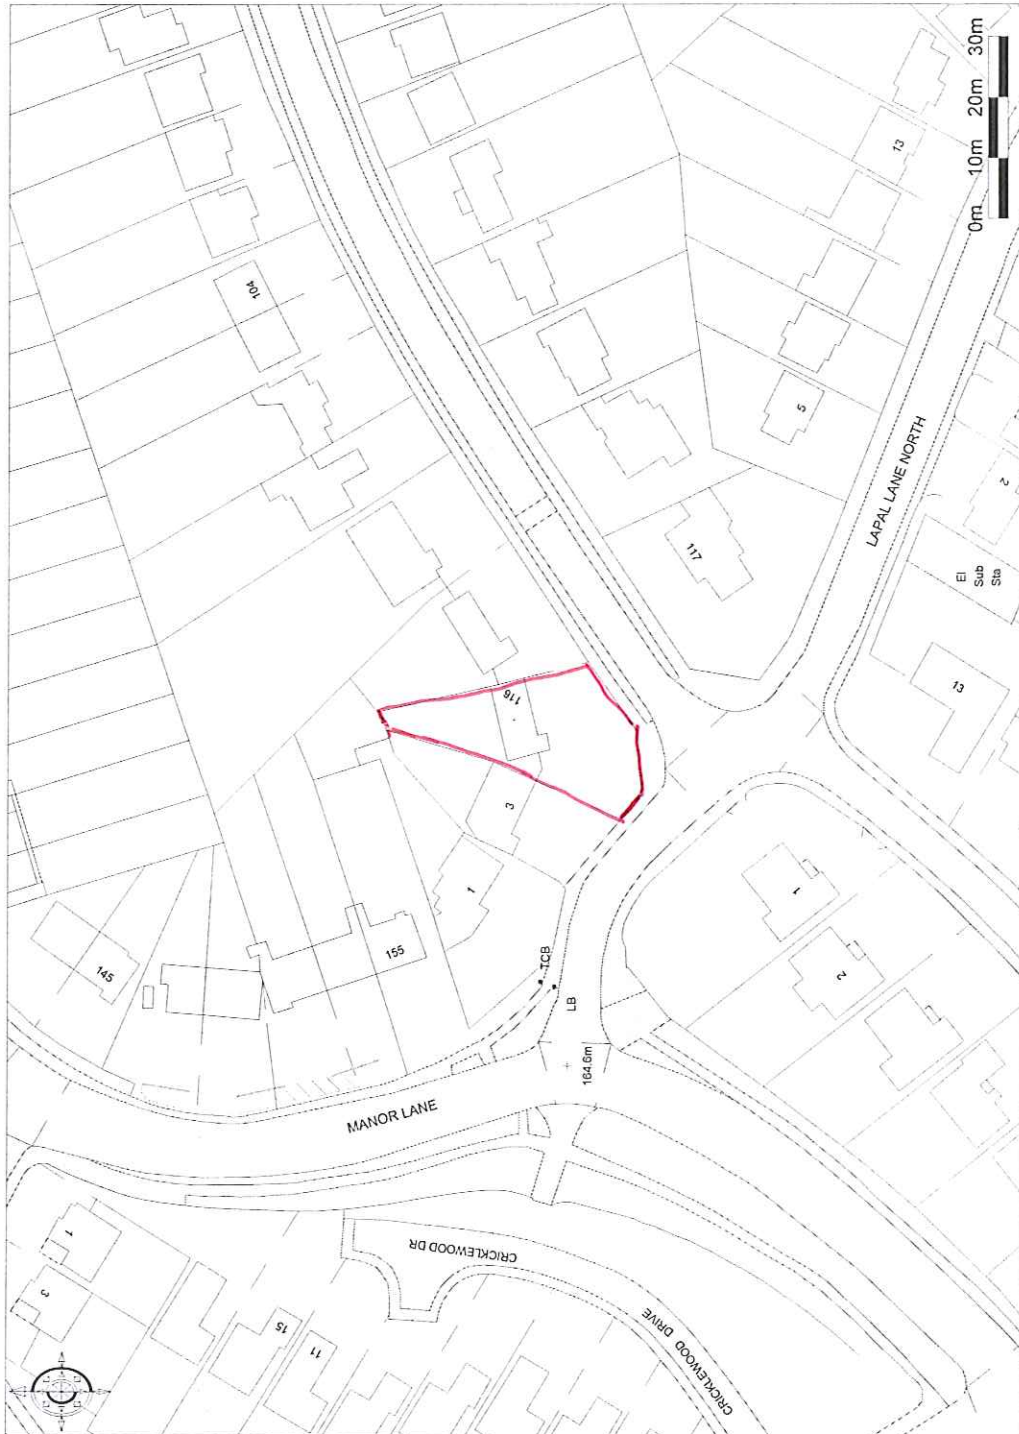 30m
20m
10m
0m
13
104
5
LAPAL LANE NORTH
2
117
El
Sub
Sta
116
13
3
1
1
155
145
TCB
LB
2
164.6m
MANOR LANE
1
CRICKLEWOOD DR
3
15
11
CRICKLEWOOD DRIVE